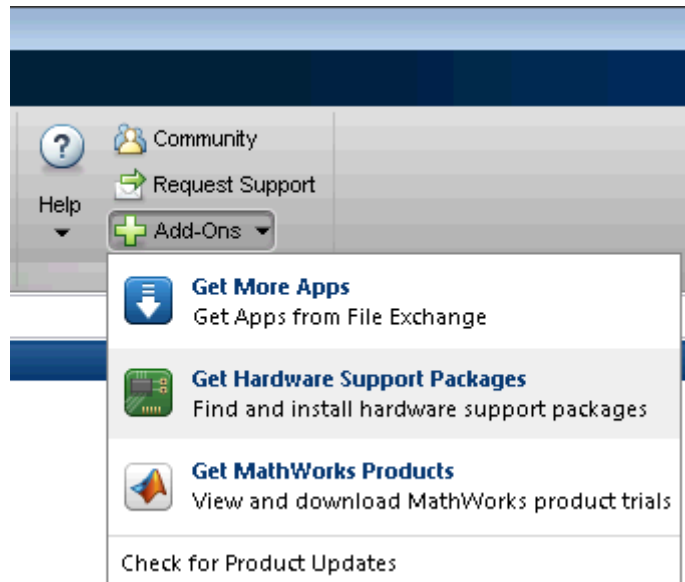 ?
Help
Community
Request Support
Add-Ons
Get More Apps
Get Apps from File Exchange
Get Hardware Support Packages
Find and install hardware support packages
Get MathWorks Products
View and download MathWorks product trials
Check for Product Updates